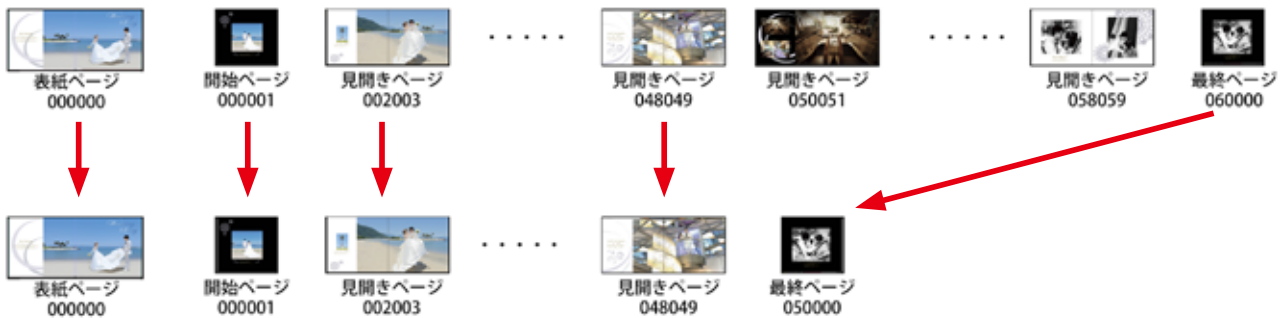 表紙ページ
000000
開始ページ
000001
見開きページ
002003
・・・・・
見開きページ
048049
見開きページ
050051
・・・・・
見開きページ
058059
最終ページ
060000
表紙ページ
000000
開始ページ
000001
見開きページ
002003
・・・・・
見開きページ
048049
最終ページ
050000